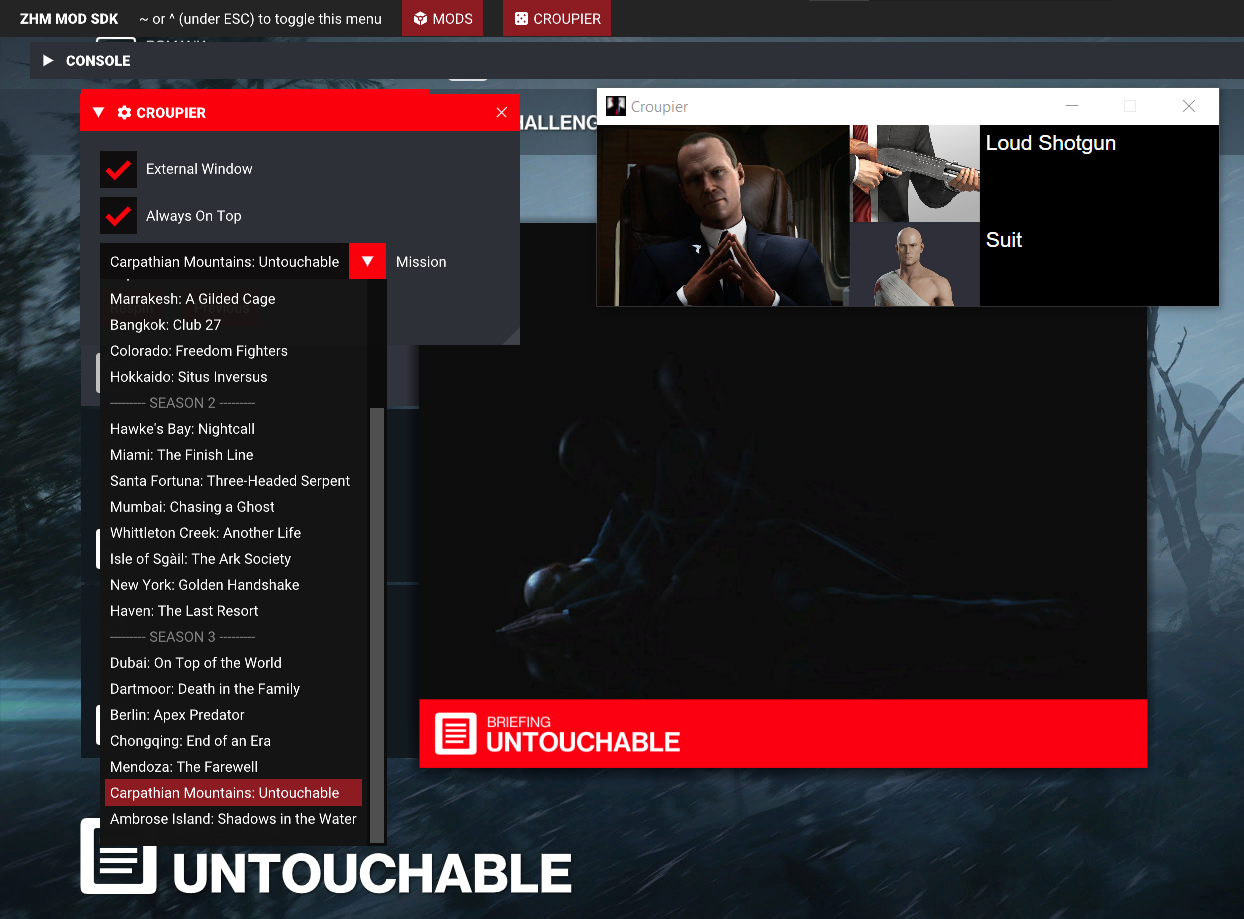 ZHM MOD SDK ~ or ^ (under ESC) to toggle this menu MODS CROUPIER
CONSOLE
CROUPIER
External Window
Always On Top
Carpathian Mountains: Untouchable Mission
Marrakesh: A Gilded Cage
Bangkok: Club 27
Colorado: Freedom Fighters
Hokkaido: Situs Inversus
--------- SEASON 2 ---------
Hawke's Bay: Nightcall
Miami: The Finish Line
Santa Fortuna: Three-Headed Serpent
Mumbai: Chasing a Ghost
Whittleton Creek: Another Life
Isle of Sgàil: The Ark Society
New York: Golden Handshake
Haven: The Last Resort
--------- SEASON 3 ---------
Dubai: On Top of the World
Dartmoor: Death in the Family
Berlin: Apex Predator
Chongqing: End of an Era
Mendoza: The Farewell
Carpathian Mountains: Untouchable
Ambrose Island: Shadows in the Water
HALLENG
Croupier
Loud Shotgun
Suit
BRIEFING
UNTOUCHABLE
UNTOUCHABLE